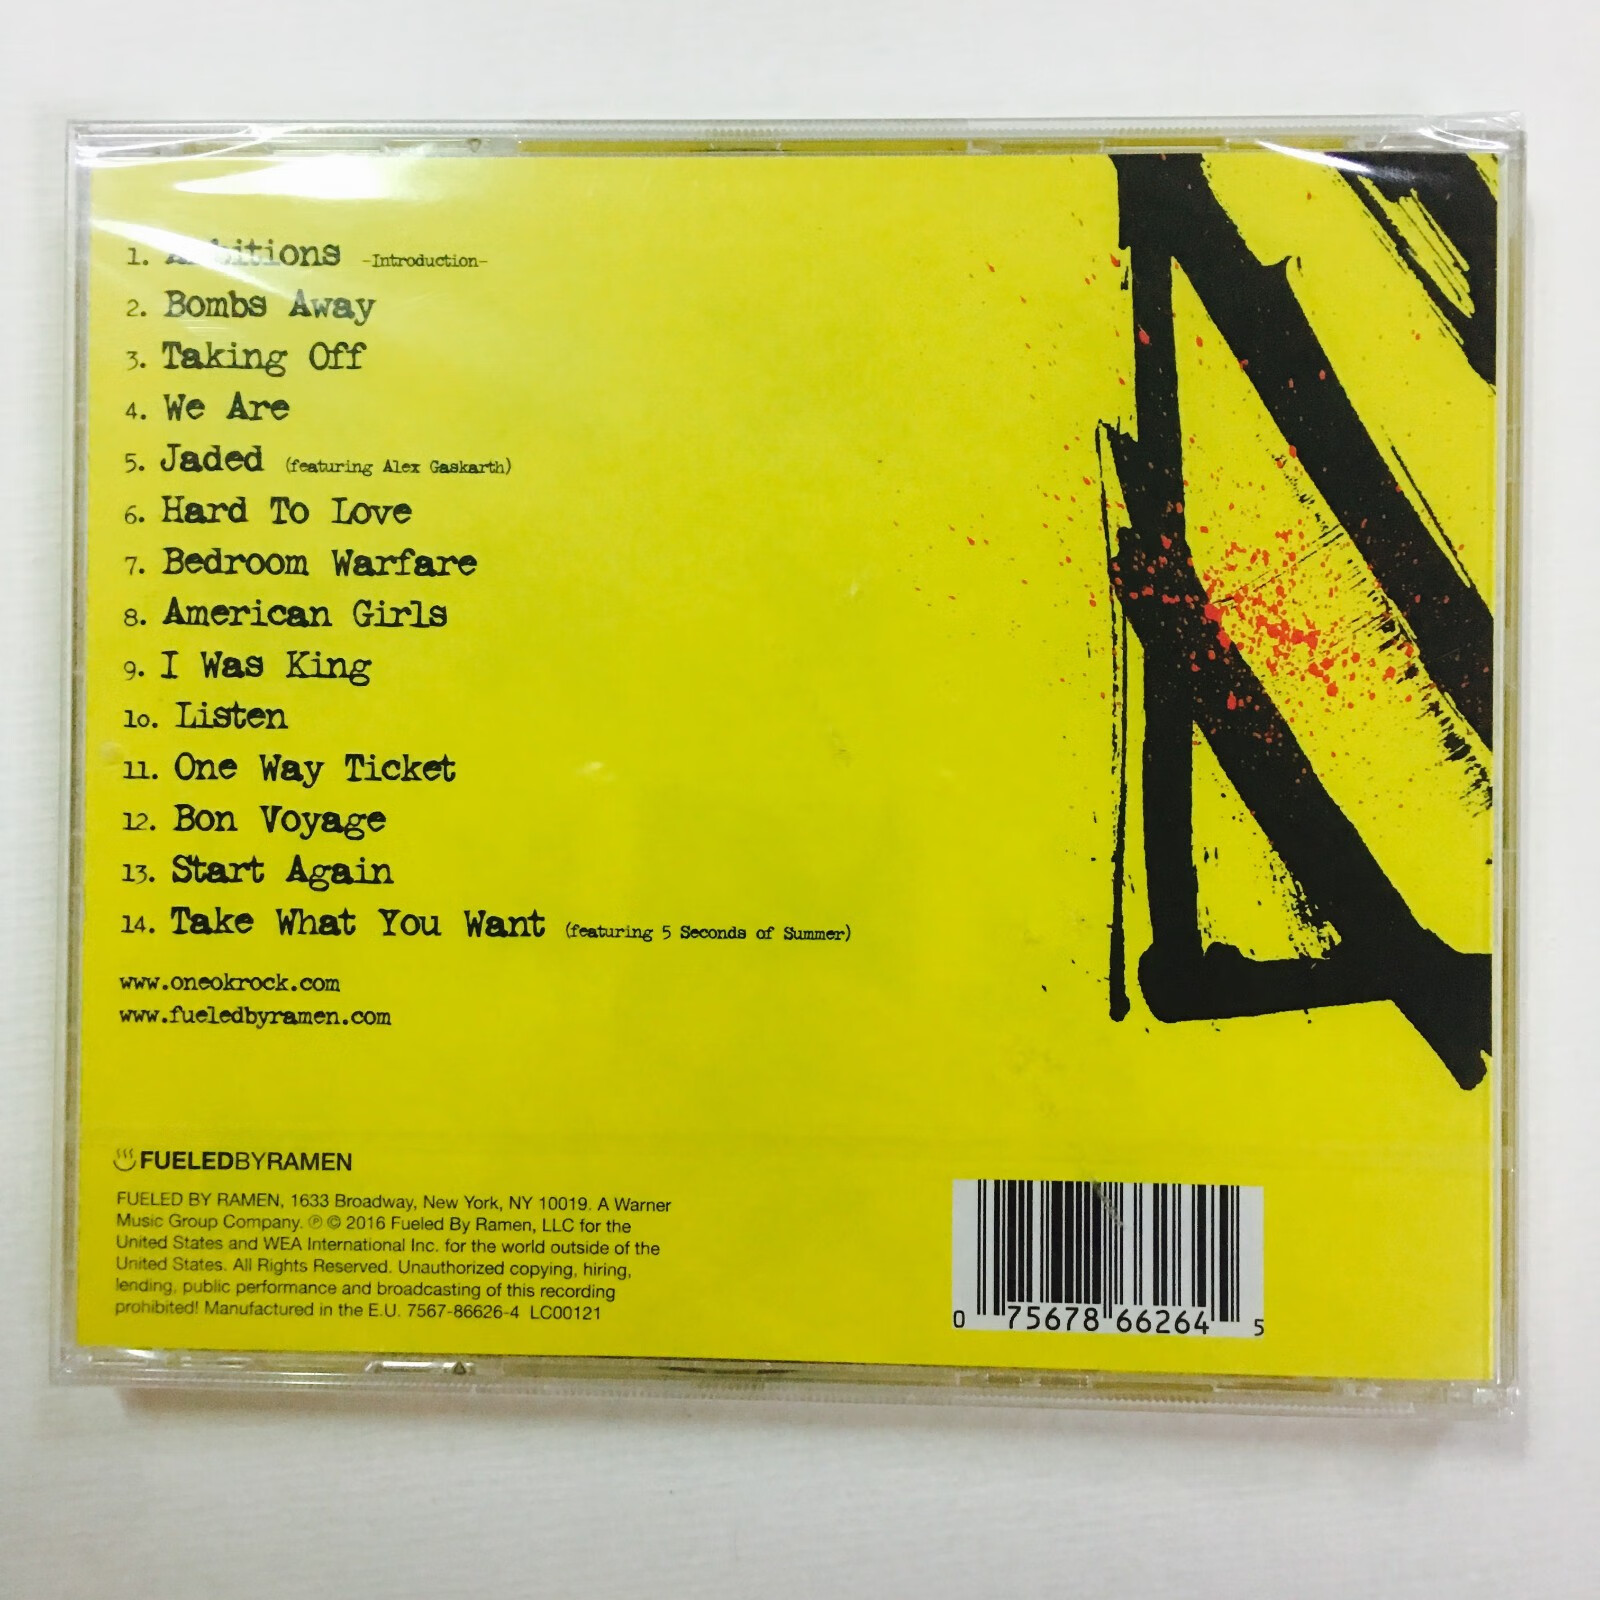 1. Ambitions -Introduction-
2. Bombs Away
3. Taking Off
4. We Are
5. Jaded (featuring Alex Gaskarth)
6. Hard To Love
7. Bedroom Warfare
8. American Girls
9. I Was King
10. Listen
11. One Way Ticket
12. Bon Voyage
13. Start Again
14. Take What You Want (featuring 5 Seconds of Summer)
www.oneokrock.com
www.fueledbyramen.com
FUELEDBYRAMEN
FUELED BY RAMEN, 1633 Broadway, New York, NY 10019. A Warner
Music Group Company. ℗ © 2016 Fueled By Ramen, LLC for the
United States and WEA International Inc. for the world outside of the
United States. All Rights Reserved. Unauthorized copying, hiring,
lending, public performance and broadcasting of this recording
prohibited! Manufactured in the E.U. 7567-86626-4 LC00121
0 75678 66264 5